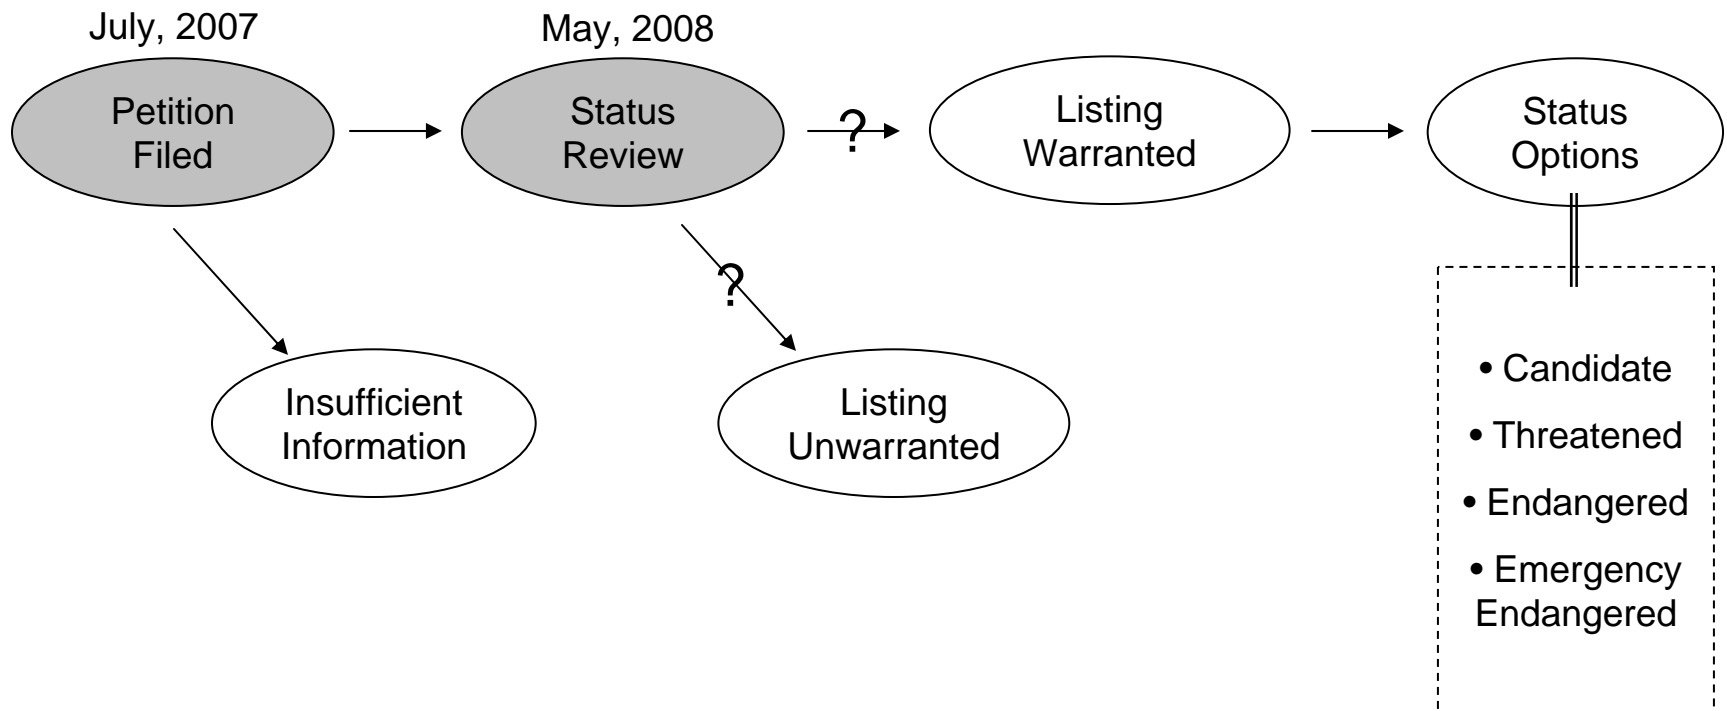 July, 2007
May, 2008
Petition
Filed
Status
Review
?
Listing
Warranted
Status
Options
?
Insufficient
Information
Listing
Unwarranted
• Candidate
• Threatened
• Endangered
• Emergency
Endangered